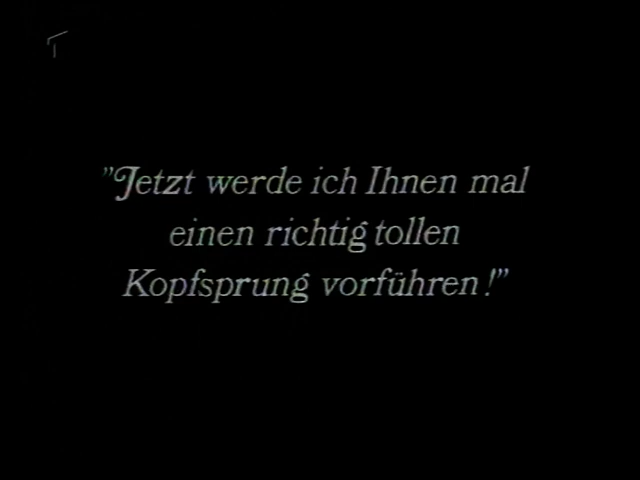 "Jetzt werde ich Ihnen mal
einen richtig tollen
Kopfsprung vorführen!"